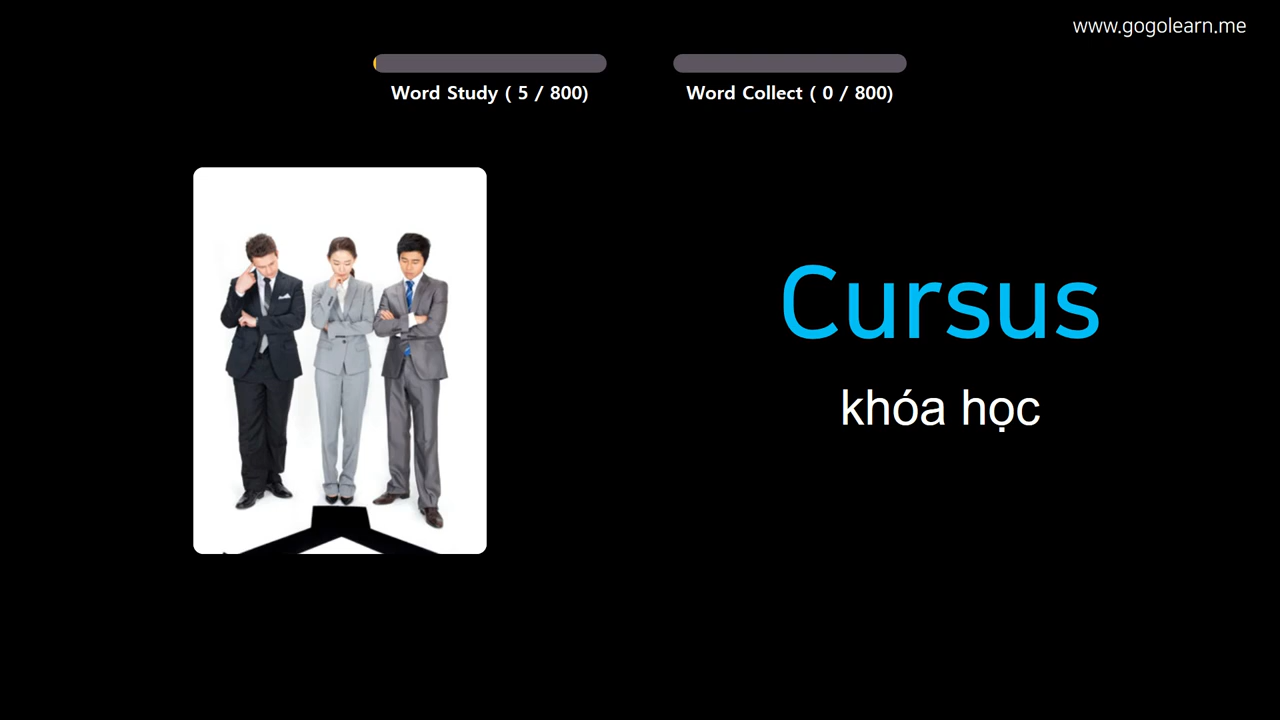 www.gogolearn.me
Word Study ( 5 / 800)
Word Collect ( 0 / 800)
Cursus
khóa học